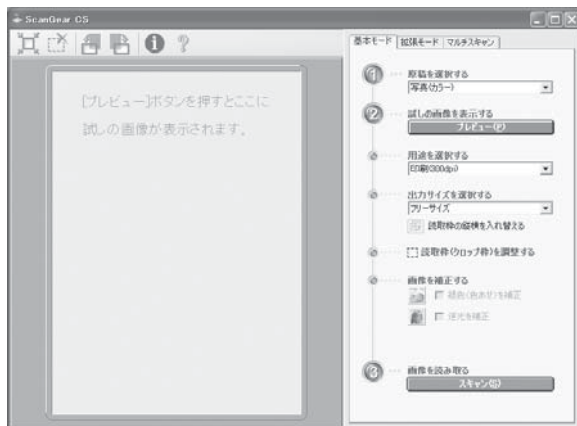 ScanGear CS
基本モード 拡張モード マルチスキャン
[プレビュー]ボタンを押すとここに
試しの画像が表示されます。
1
原稿を選択する
写真(カラー)
2
試しの画像を表示する
プレビュー(P)
用途を選択する
印刷(300dpi)
出力サイズを選択する
フリーサイズ
読取枠の縦横を入れ替える
読取枠(クロップ枠)を調整する
画像を補正する
褪色(色あせ)を補正
逆光を補正
3
画像を読み取る
スキャン(S)